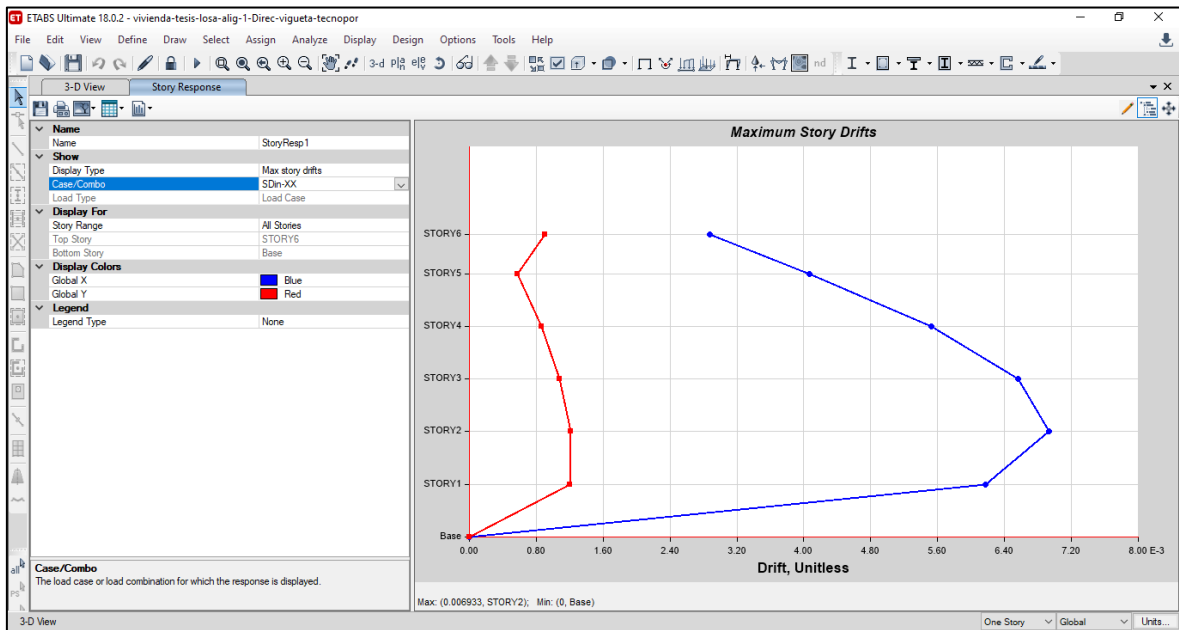 ET ETABS Ultimate 18.0.2 - vivienda-tesis-losa-alig-1-Direc-vigueta-tecnopor
File Edit View Define Draw Select Assign Analyze Display Design Options Tools Help
3-d plan elev nd
3-D View Story Response
Name
Name StoryResp1
Show
Display Type Max story drifts
Case/Combo SDin-XX
Load Type Load Case
Display For
Story Range All Stories
Top Story STORY6
Bottom Story Base
Display Colors
Global X Blue
Global Y Red
Legend
Legend Type None
Case/Combo
The load case or load combination for which the response is displayed.
all
PS
Maximum Story Drifts
STORY6
STORY5
STORY4
STORY3
STORY2
STORY1
Base
0.00 0.80 1.60 2.40 3.20 4.00 4.80 5.60 6.40 7.20 8.00 E-3
Drift, Unitless
Max: (0.006933, STORY2); Min: (0, Base)
3-D View One Story Global Units...